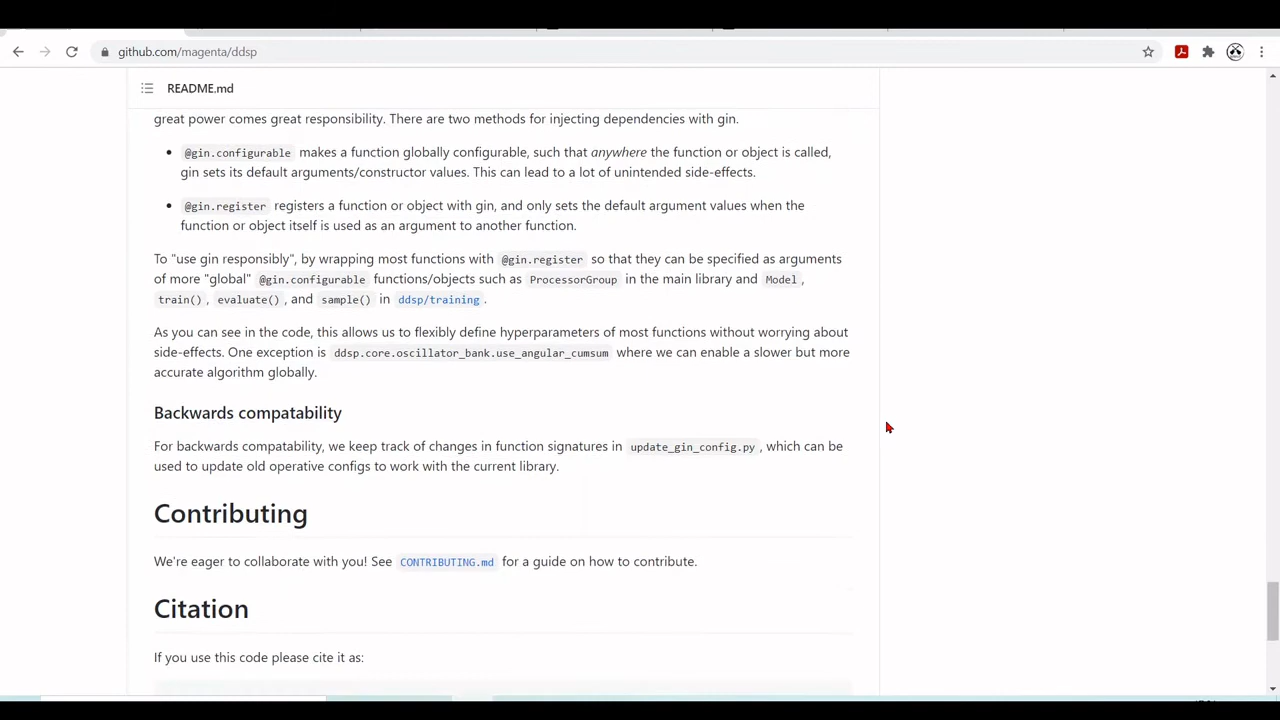 github.com/magenta/ddsp
README.md
great power comes great responsibility. There are two methods for injecting dependencies with gin.
• @gin.configurable makes a function globally configurable, such that anywhere the function or object is called,
gin sets its default arguments/constructor values. This can lead to a lot of unintended side-effects.
• @gin.register registers a function or object with gin, and only sets the default argument values when the
function or object itself is used as an argument to another function.
To "use gin responsibly", by wrapping most functions with @gin.register so that they can be specified as arguments
of more "global" @gin.configurable functions/objects such as ProcessorGroup in the main library and Model,
train(), evaluate(), and sample() in ddsp/training.
As you can see in the code, this allows us to flexibly define hyperparameters of most functions without worrying about
side-effects. One exception is ddsp.core.oscillator_bank.use_angular_cumsum where we can enable a slower but more
accurate algorithm globally.
Backwards compatability
For backwards compatability, we keep track of changes in function signatures in update_gin_config.py, which can be
used to update old operative configs to work with the current library.
Contributing
We're eager to collaborate with you! See CONTRIBUTING.md for a guide on how to contribute.
Citation
If you use this code please cite it as: